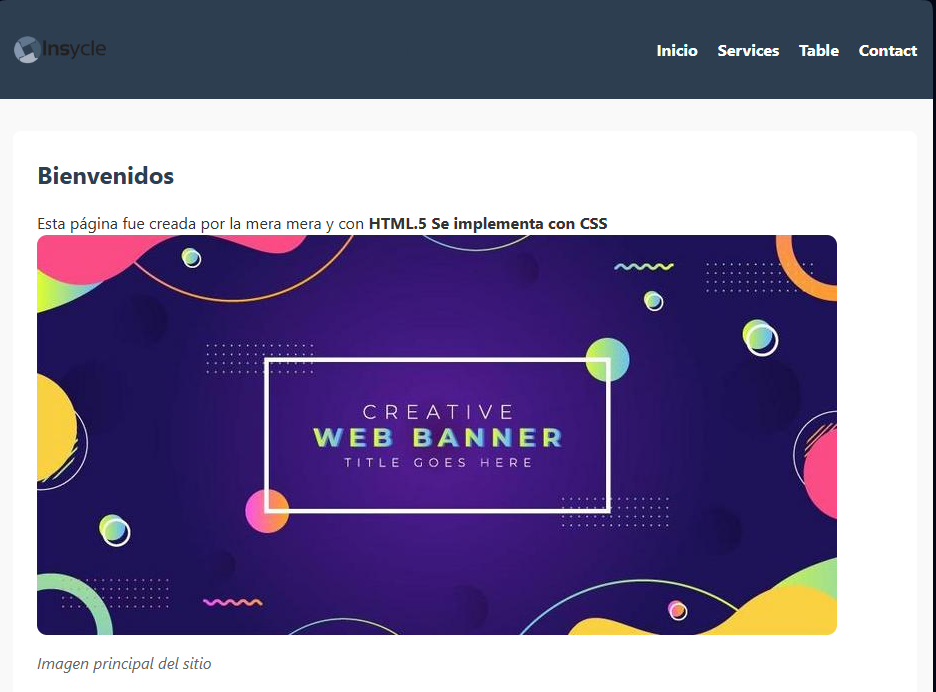 Insycle
Inicio Services Table Contact
Bienvenidos
Esta página fue creada por la mera mera y con HTML.5 Se implementa con CSS
CREATIVE
WEB BANNER
TITLE GOES HERE
Imagen principal del sitio